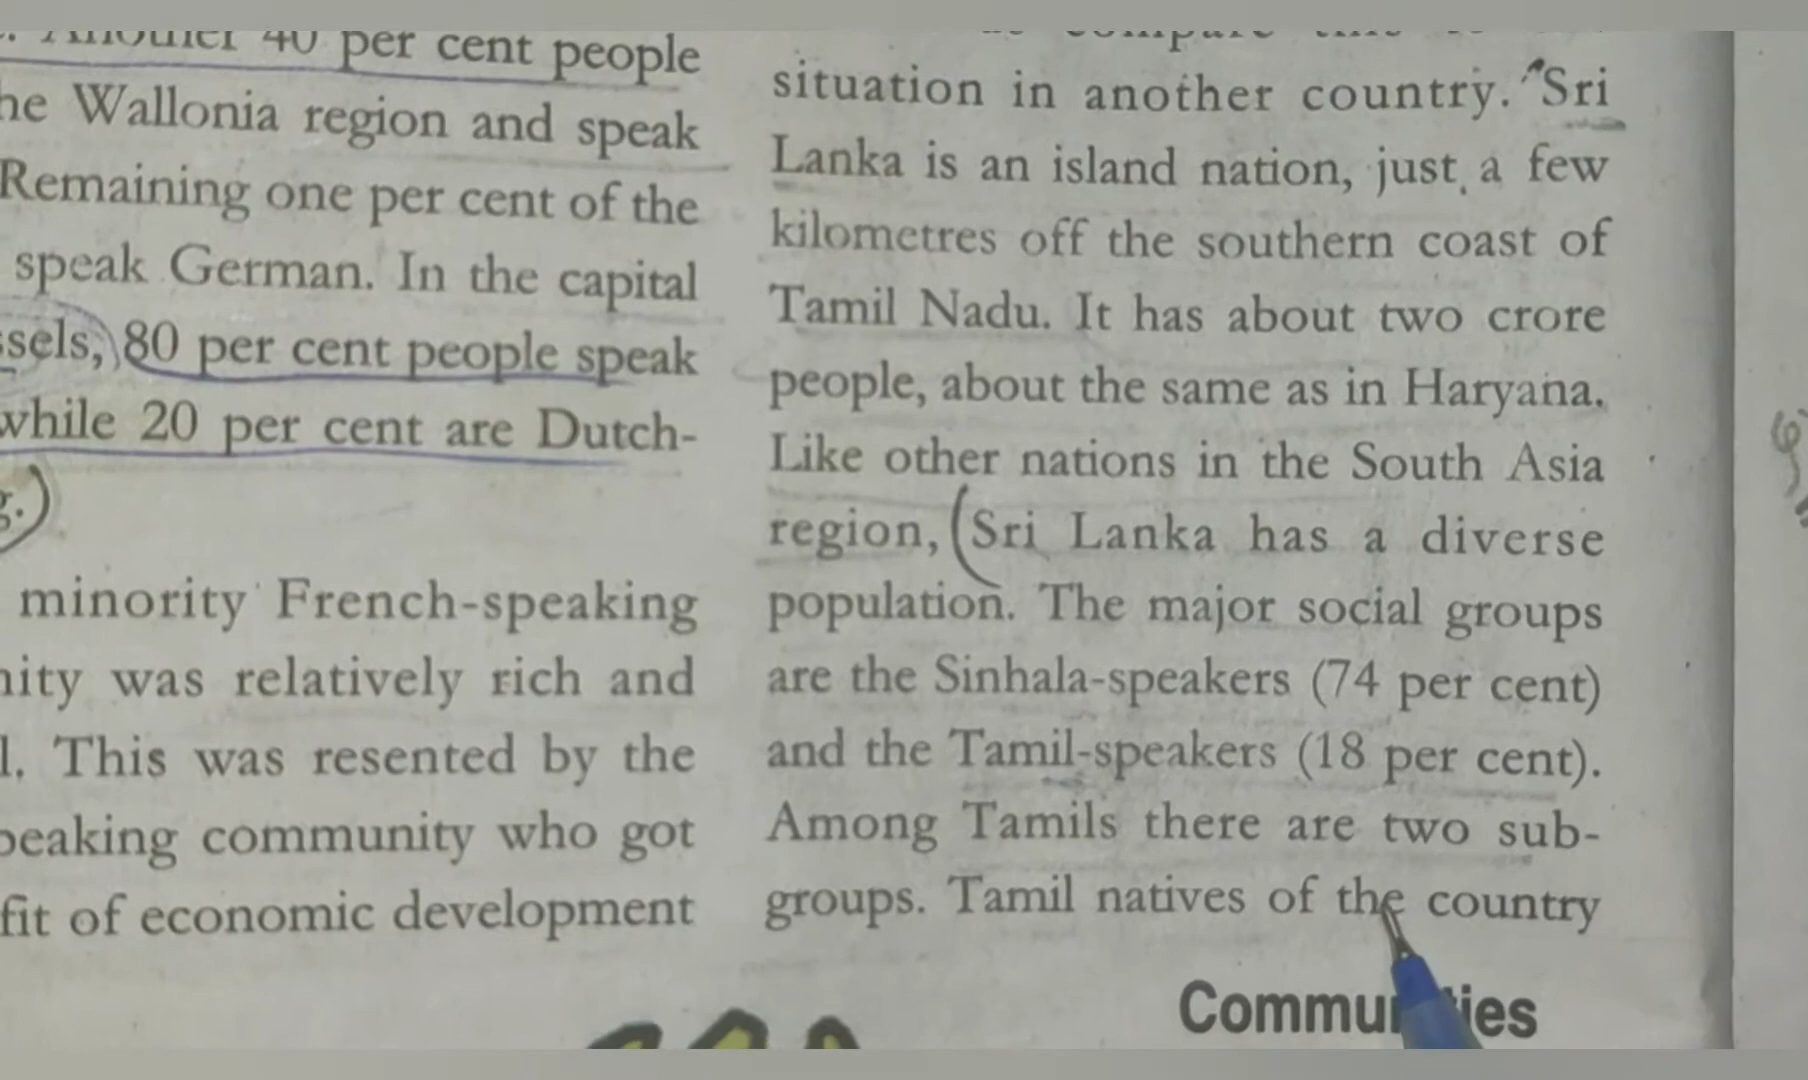 Another 40 per cent people
he Wallonia region and speak
Remaining one per cent of the
speak German. In the capital
ssels, 80 per cent people speak
while 20 per cent are Dutch-
g.)
minority French-speaking
nity was relatively rich and
l. This was resented by the
peaking community who got
fit of economic development
compare this
situation in another country. Sri
Lanka is an island nation, just a few
kilometres off the southern coast of
Tamil Nadu. It has about two crore
people, about the same as in Haryana.
Like other nations in the South Asia
region, (Sri Lanka has a diverse
population. The major social groups
are the Sinhala-speakers (74 per cent)
and the Tamil-speakers (18 per cent).
Among Tamils there are two sub-
groups. Tamil natives of the country
Communities